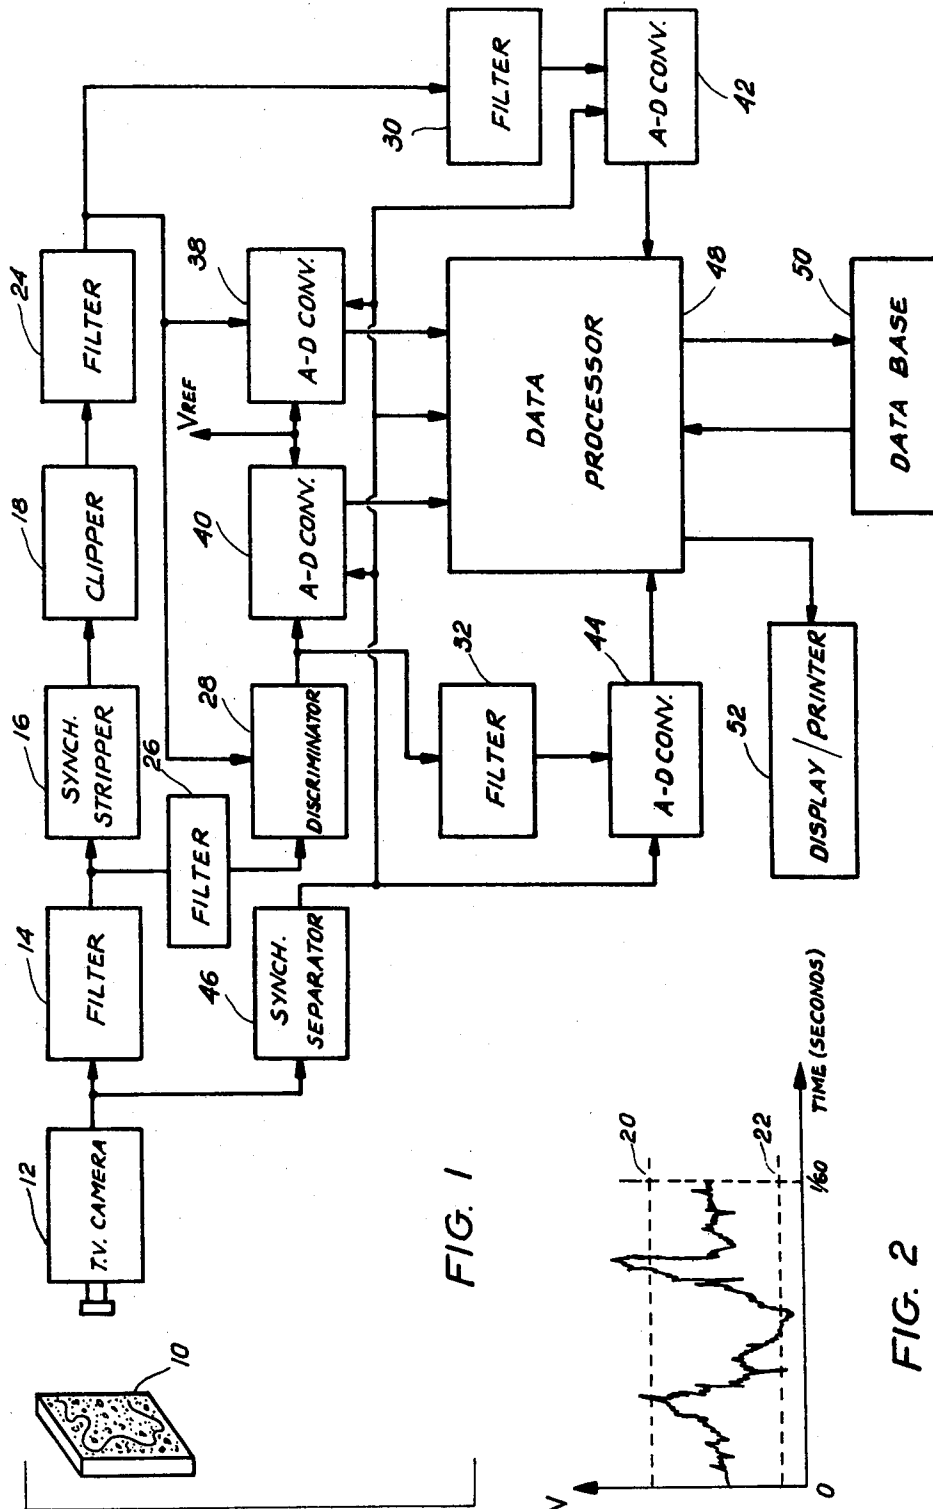 10
12
T.V. CAMERA
14
FILTER
16
SYNCH.
STRIPPER
18
CLIPPER
24
FILTER
26
FILTER
46
SYNCH.
SEPARATOR
28
DISCRIMINATOR
40
A-D CONV.
VREF
38
A-D CONV.
30
FILTER
42
A-D CONV.
32
FILTER
44
A-D CONV.
DATA
PROCESSOR
48
50
DATA BASE
52
DISPLAY/PRINTER
FIG. 1
V
20
22
0
1/60
TIME (SECONDS)
FIG. 2